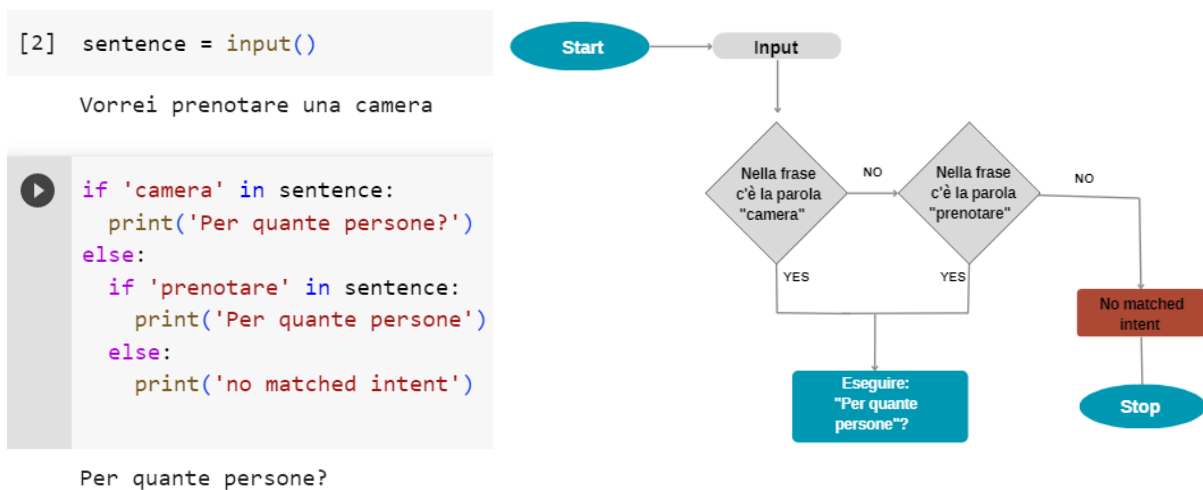 [2] sentence = input()
Vorrei prenotare una camera
if 'camera' in sentence:
  print('Per quante persone?')
else:
  if 'prenotare' in sentence:
    print('Per quante persone')
  else:
    print('no matched intent')
Per quante persone?
Start
Input
Nella frase
c'è la parola
"camera"
NO
Nella frase
c'è la parola
"prenotare"
NO
YES
YES
No matched
intent
Eseguire:
"Per quante
persone"?
Stop